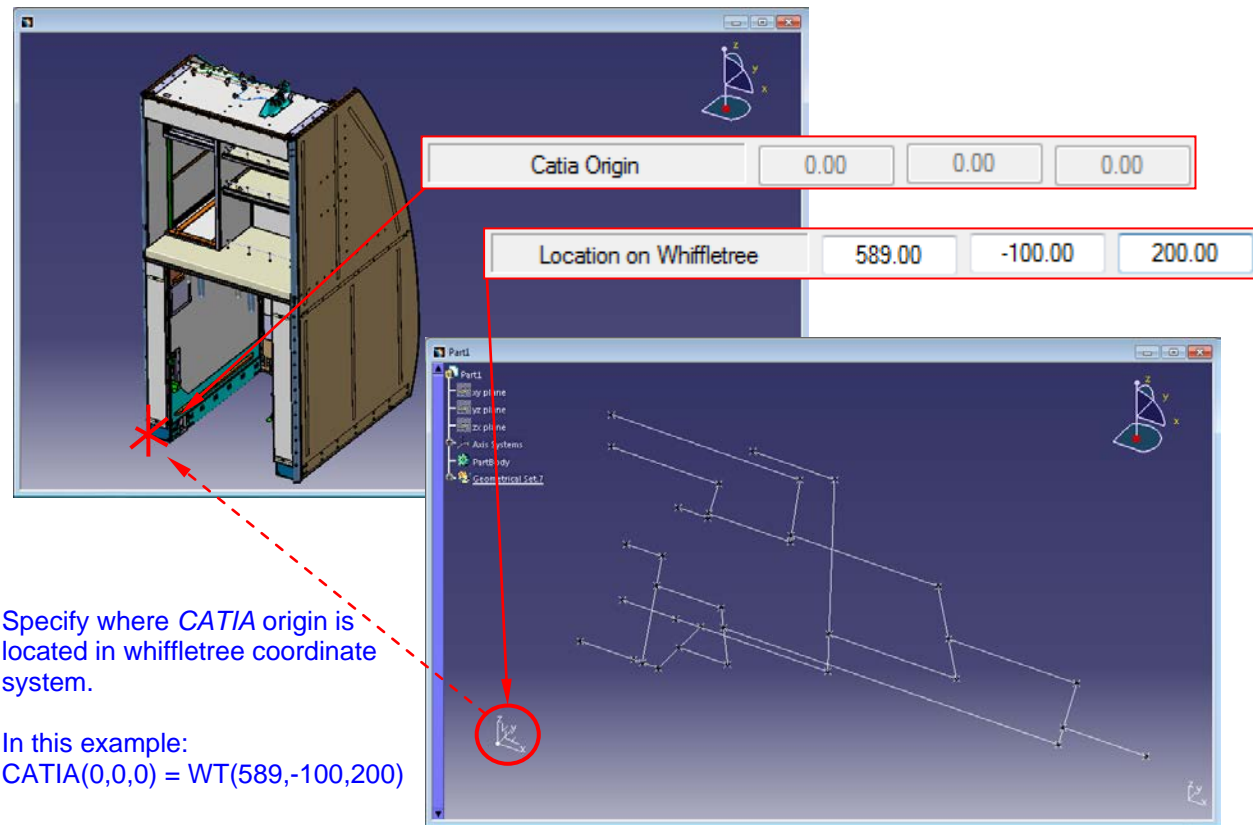 z
y
x
Catia Origin 0.00 0.00 0.00
Location on Whiffletree 589.00 -100.00 200.00
Part1
Part1
xy plane
yz plane
zx plane
Axis Systems
PartBody
Geometrical Set.7
z
y
x
Specify where CATIA origin is
located in whiffletree coordinate
system.
In this example:
CATIA(0,0,0) = WT(589,-100,200)
z
y
x
z
y
x